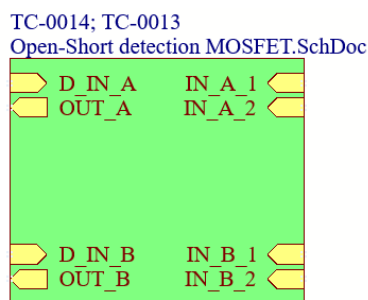 TC-0014; TC-0013
Open-Short detection MOSFET.SchDoc
D_IN_A IN_A_1
OUT_A IN_A_2
D_IN_B IN_B_1
OUT_B IN_B_2